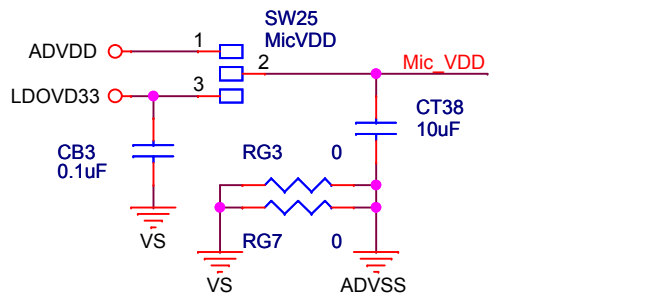 SW25
MicVDD
ADVDD
1
2
Mic_VDD
LDOVD33
3
CT38
10uF
CB3
0.1uF
RG3 0
VS
RG7 0
VS
ADVSS